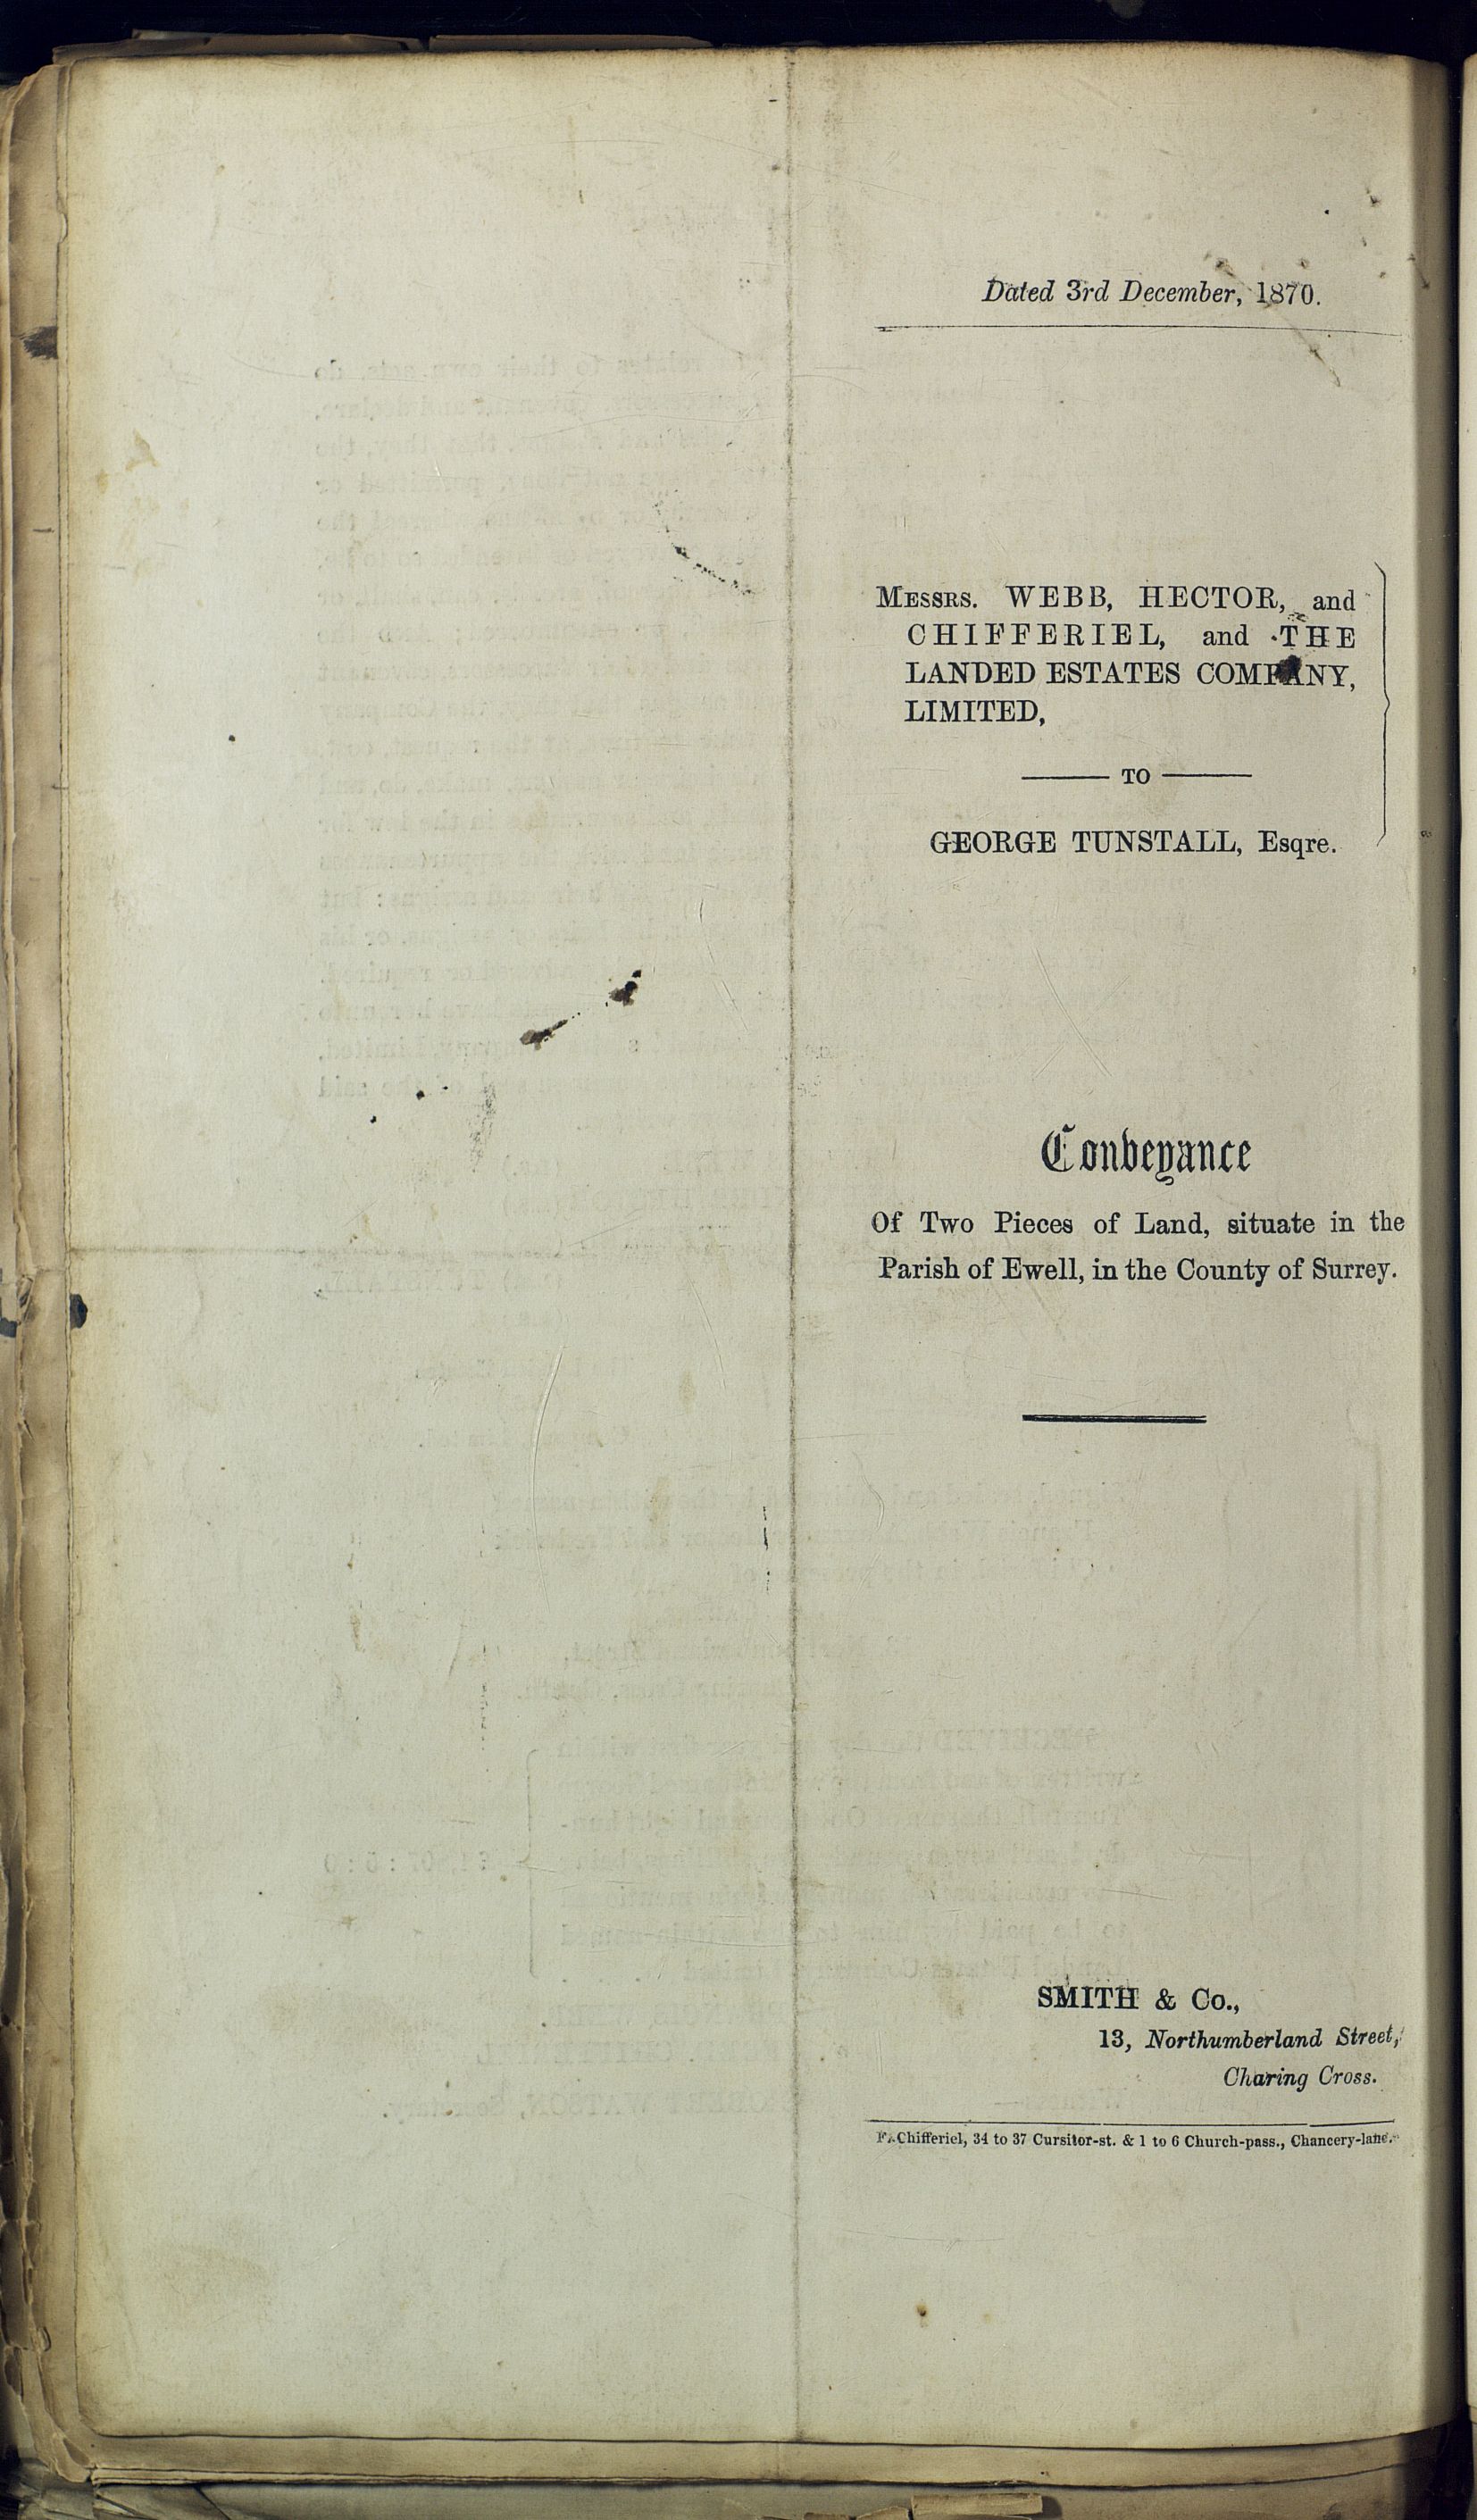 Dated 3rd December, 1870.
MESSRS. WEBB, HECTOR, and
CHIFFERIEL, and THE
LANDED ESTATES COMPANY,
LIMITED,
TO
GEORGE TUNSTALL, Esqre.
Conveyance
Of Two Pieces of Land, situate in the
Parish of Ewell, in the County of Surrey.
SMITH & Co.,
13, Northumberland Street,
Charing Cross.
F. Chifferiel, 34 to 37 Cursitor-st. & 1 to 6 Church-pass., Chancery-lane.